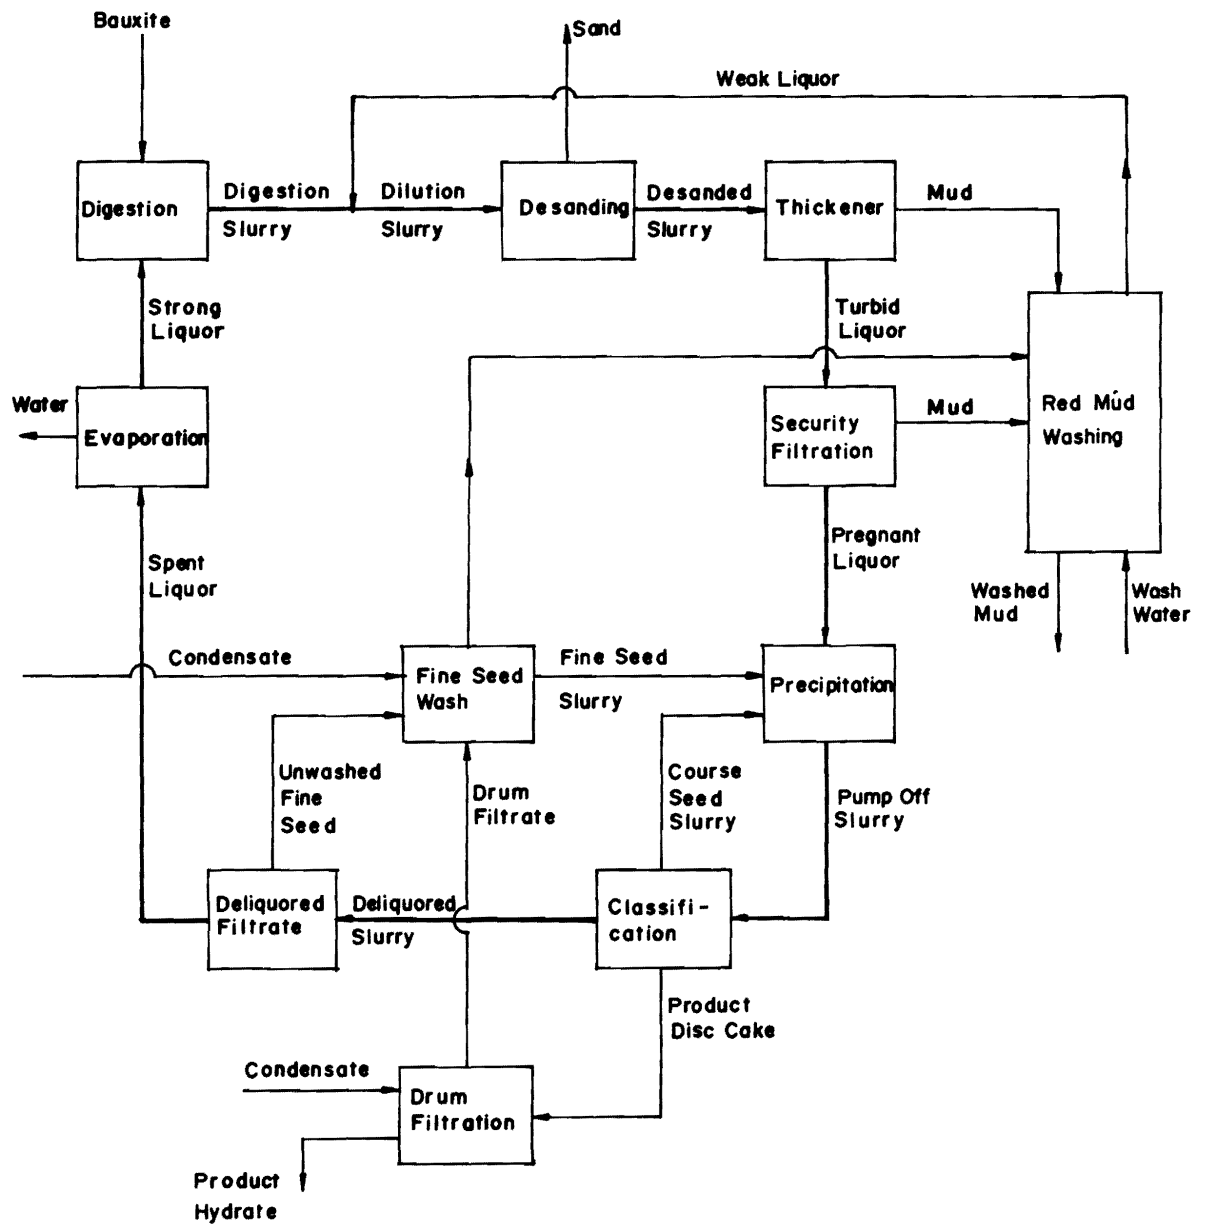 Bauxite
Sand
Weak Liquor
Digestion
Digestion
Slurry
Dilution
Slurry
Desanding
Desanded
Slurry
Thickener
Mud
Strong
Liquor
Turbid
Liquor
Water
Evaporation
Security
Filtration
Mud
Red Mud
Washing
Spent
Liquor
Pregnant
Liquor
Washed
Mud
Wash
Water
Condensate
Fine Seed
Wash
Fine Seed
Slurry
Precipitation
Unwashed
Fine
Seed
Drum
Filtrate
Course
Seed
Slurry
Pump Off
Slurry
Deliquored
Filtrate
Deliquored
Slurry
Classifi-
cation
Product
Disc Cake
Condensate
Drum
Filtration
Product
Hydrate